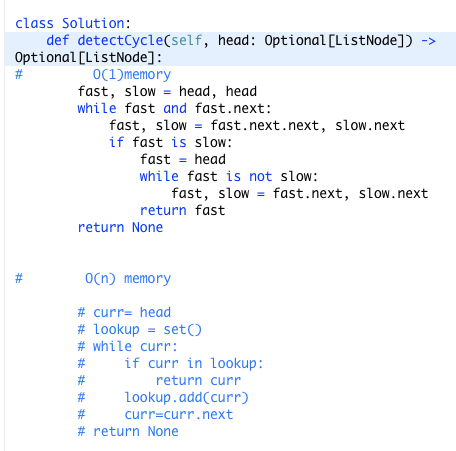 class Solution:
    def detectCycle(self, head: Optional[ListNode]) ->
Optional[ListNode]:
#         O(1)memory
        fast, slow = head, head
        while fast and fast.next:
            fast, slow = fast.next.next, slow.next
            if fast is slow:
                fast = head
                while fast is not slow:
                    fast, slow = fast.next, slow.next
                return fast
        return None
#        O(n) memory
        # curr= head
        # lookup = set()
        # while curr:
        #     if curr in lookup:
        #         return curr
        #     lookup.add(curr)
        #     curr=curr.next
        # return None